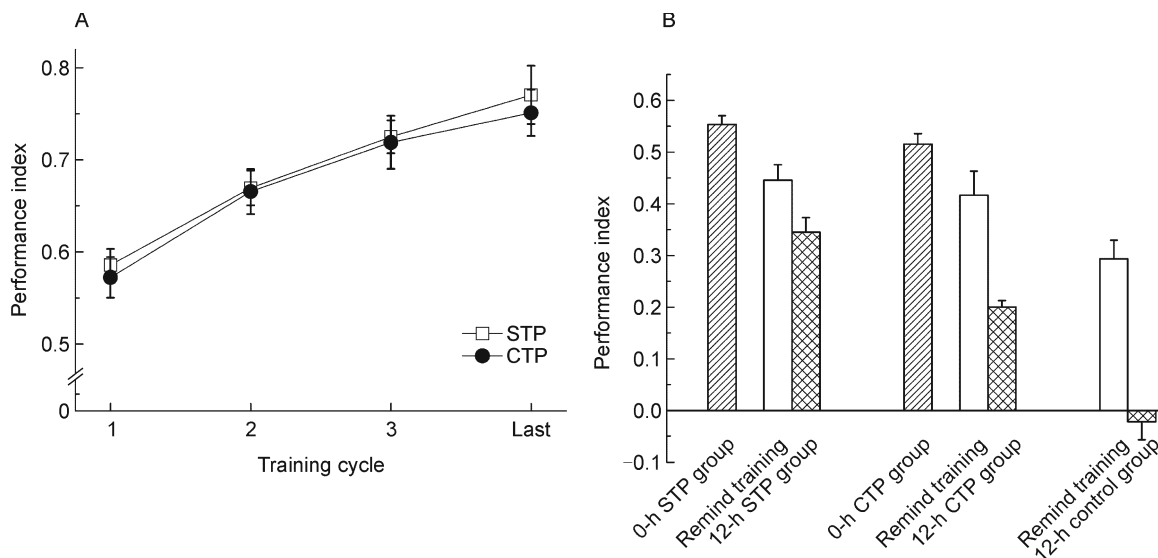 A
Performance index
0.8
0.7
0.6
0.5
0
1
2
3
Last
Training cycle
STP
CTP
B
Performance index
0.6
0.5
0.4
0.3
0.2
0.1
0.0
−0.1
0-h STP group
Remind training
12-h STP group
0-h CTP group
Remind training
12-h CTP group
Remind training
12-h control group